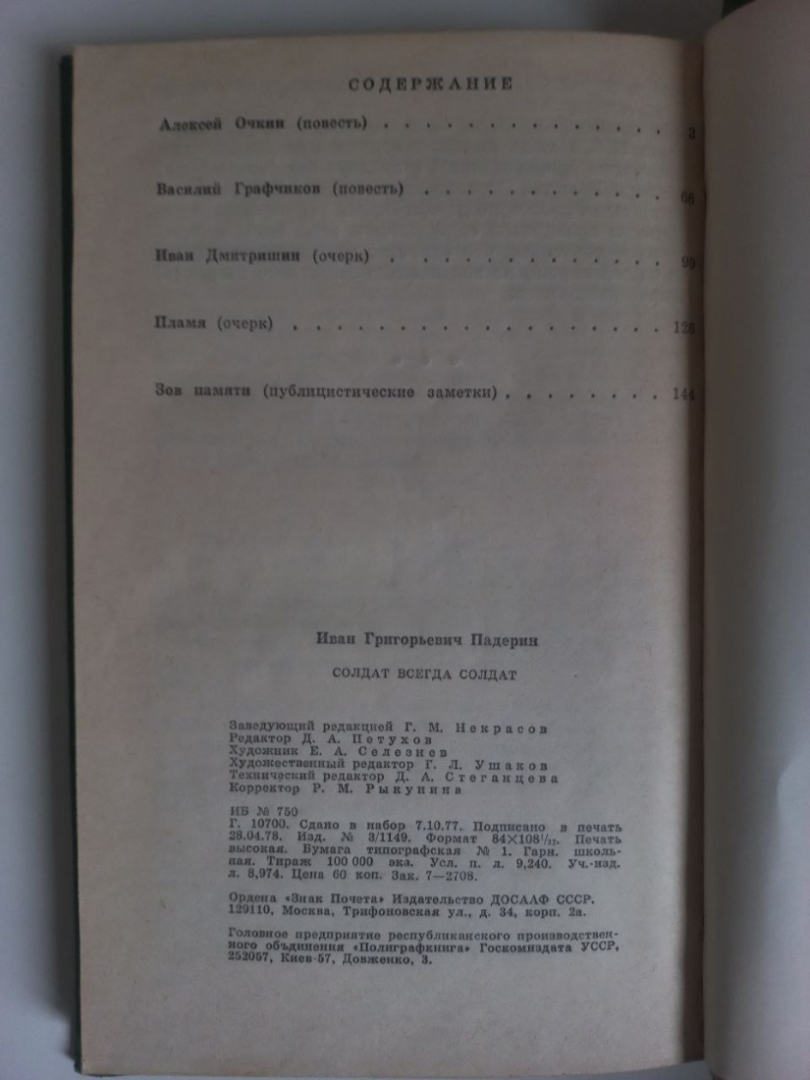 СОДЕРЖАНИЕ
Алексей Очкин (повесть) . . . . . . . . . . . . . . 3
Василий Графчиков (повесть) . . . . . . . . . . . . 66
Иван Дмитришин (очерк) . . . . . . . . . . . . . 99
Пламя (очерк) . . . . . . . . . . . . . . . . . . 126
Зов памяти (публицистические заметки) . . . . . . . . 144
Иван Григорьевич Падерин
СОЛДАТ ВСЕГДА СОЛДАТ
Заведующий редакцией Г. М. Некрасов
Редактор Д. А. Петухов
Художник Е. А. Селезнев
Художественный редактор Г. Л. Ушаков
Технический редактор Д. А. Стеганцева
Корректор Р. М. Рыкунина
ИБ № 750
Г. 10700. Сдано в набор 7.10.77. Подписано в печать
28.04.78. Изд. № 3/1149. Формат 84×108¹/₃₂. Печать
высокая. Бумага типографская № 1. Гарн. школь-
ная. Тираж 100 000 экз. Усл. п. л. 9,240. Уч.-изд.
л. 8,974. Цена 60 коп. Зак. 7—2708.
Ордена «Знак Почета» Издательство ДОСААФ СССР.
129110, Москва, Трифоновская ул., д. 34, корп. 2а.
Головное предприятие республиканского производствен-
ного объединения «Полиграфкнига» Госкомиздата УССР,
252057, Киев-57, Довженко, 3.